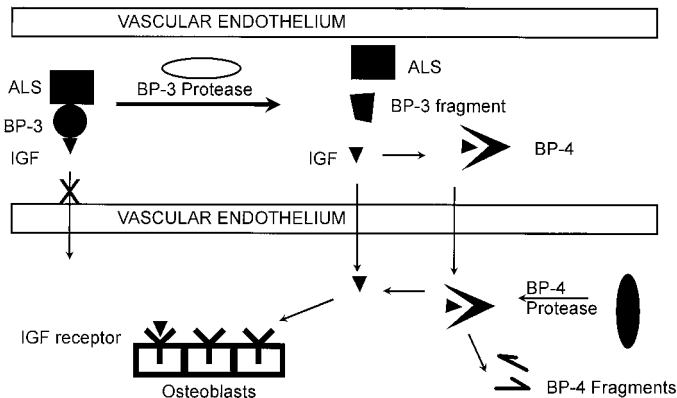 VASCULAR ENDOTHELIUM
ALS
BP-3 Protease
BP-3
IGF
X
ALS
BP-3 fragment
IGF
BP-4
VASCULAR ENDOTHELIUM
BP-4
Protease
IGF receptor
Osteoblasts
BP-4 Fragments